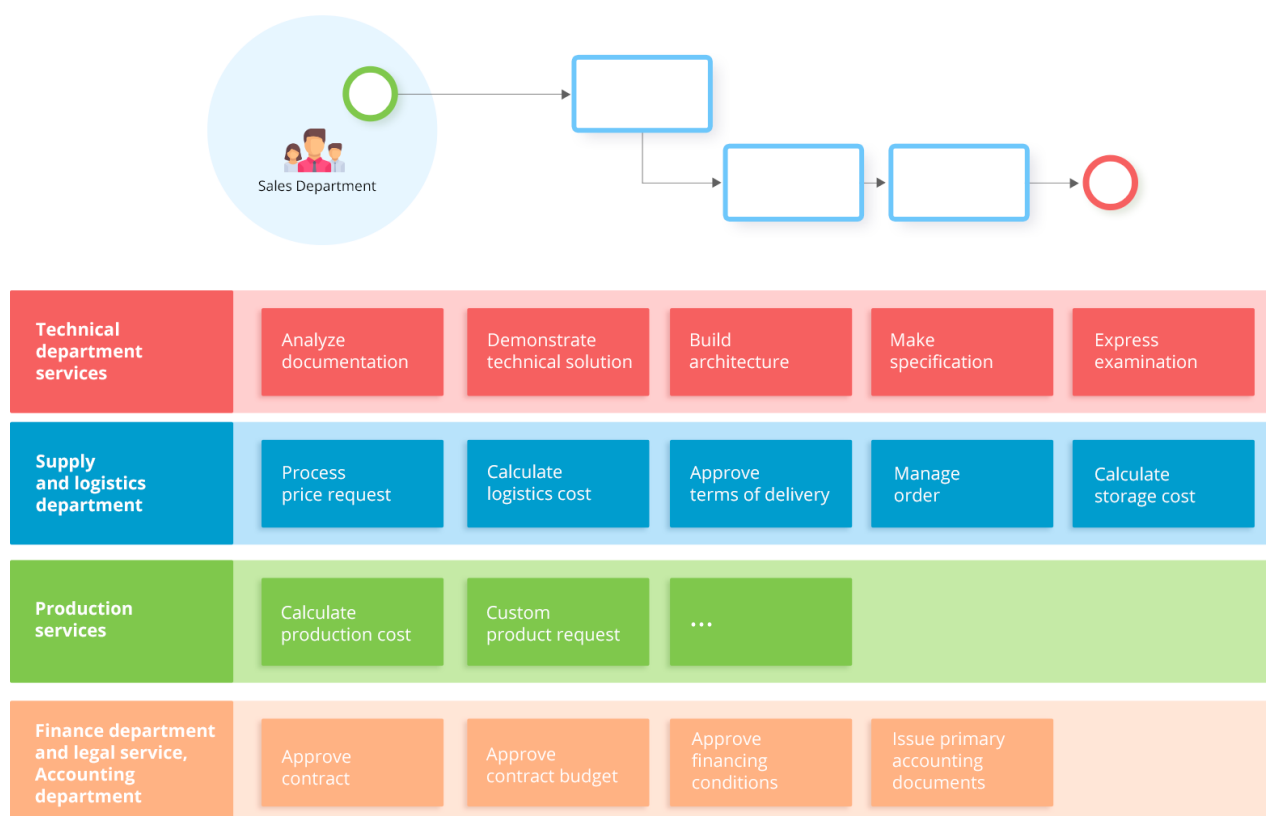 Sales Department
Technical
department
services
Analyze
documentation
Demonstrate
technical solution
Build
architecture
Make
specification
Express
examination
Supply
and logistics
department
Process
price request
Calculate
logistics cost
Approve
terms of delivery
Manage
order
Calculate
storage cost
Production
services
Calculate
production cost
Custom
product request
...
Finance department
and legal service,
Accounting
department
Approve
contract
Approve
contract budget
Approve
financing
conditions
Issue primary
accounting
documents